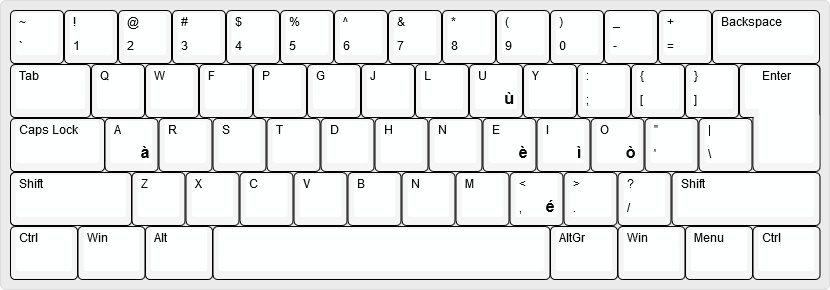 ~ ! @ # $ % ^ & * ( ) _ + Backspace
` 1 2 3 4 5 6 7 8 9 0 - =
Tab Q W F P G J L U Y : { } Enter
ù ; [ ]
Caps Lock A R S T D H N E I O " |
à è ì ò ' \
Shift Z X C V B N M < > ? Shift
, é . /
Ctrl Win Alt AltGr Win Menu Ctrl